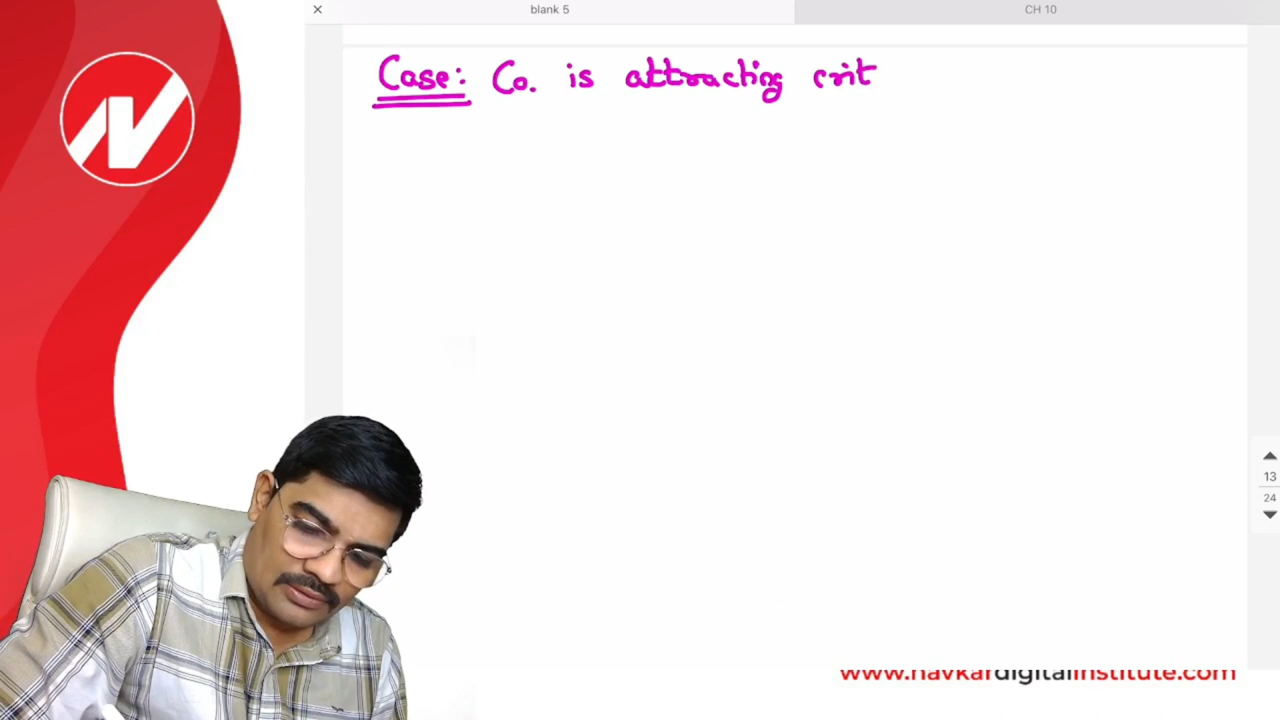 blank 5
CH 10
Case: Co. is attracting crit
13
24
www.navkardigitalinstitute.com